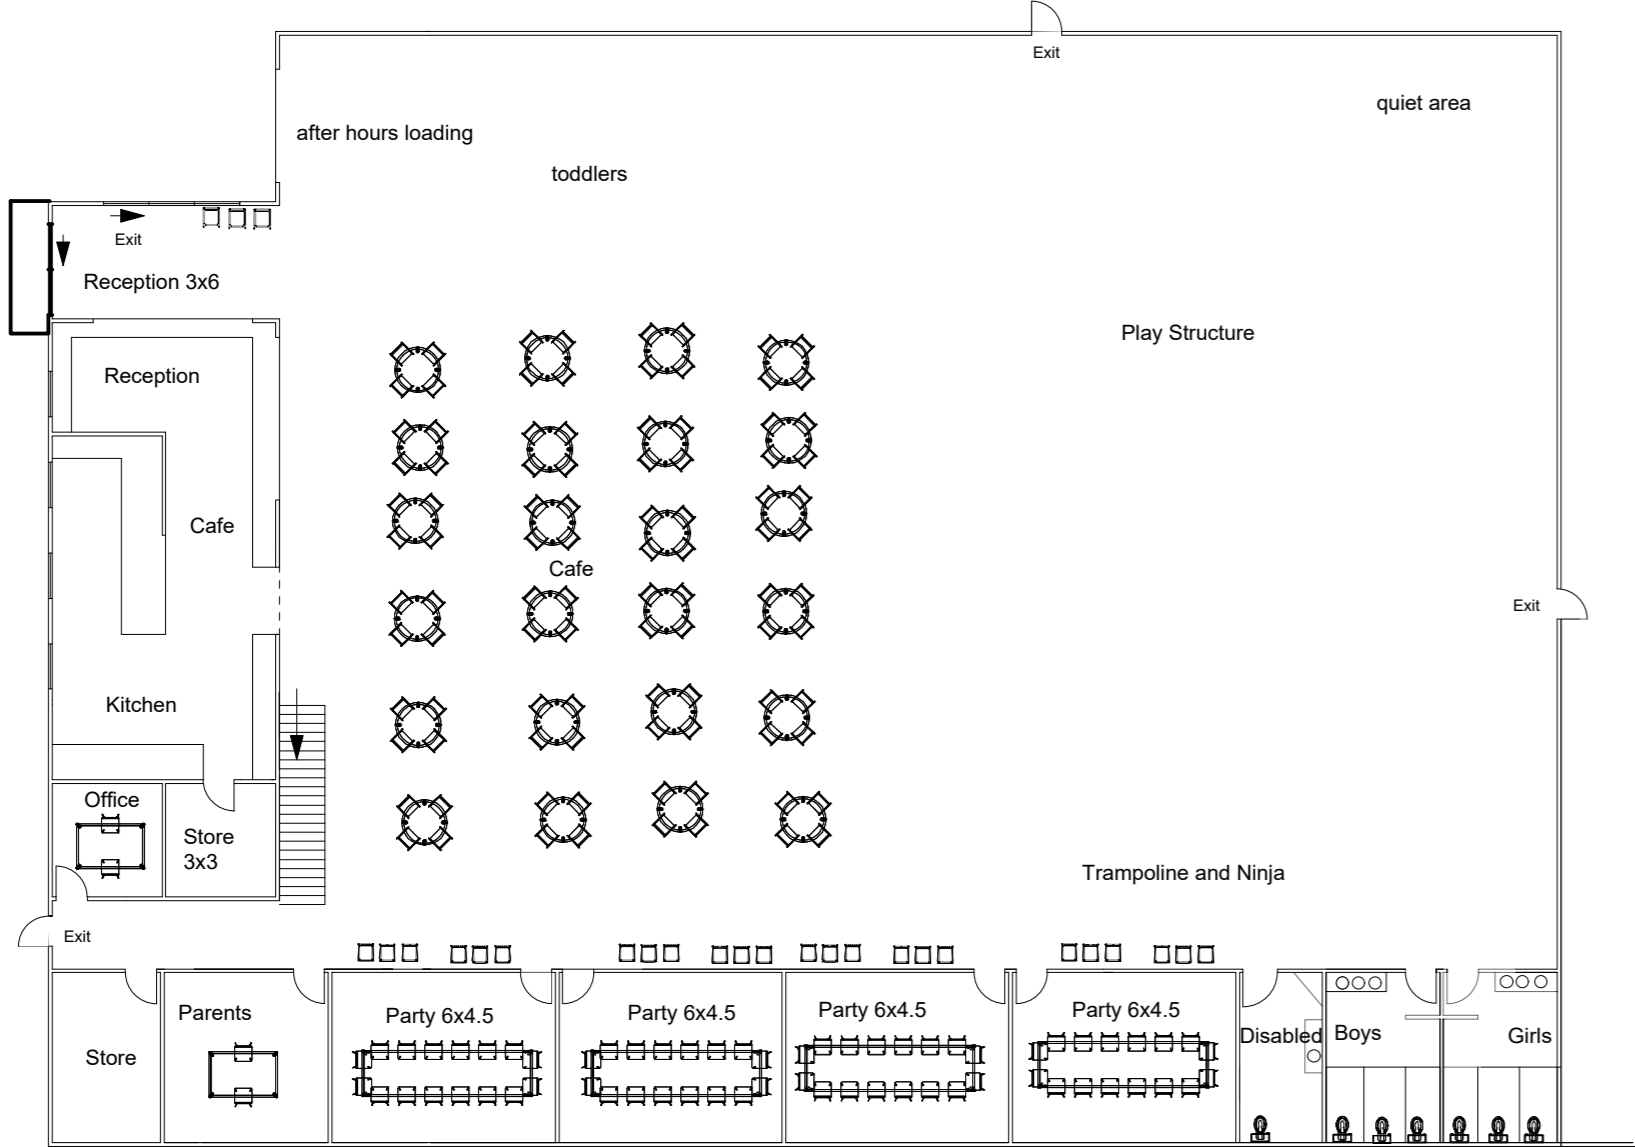 Exit
quiet area
after hours loading
toddlers
Exit
Reception 3x6
Play Structure
Reception
Cafe
Cafe
Exit
Kitchen
Office
Store
3x3
Trampoline and Ninja
Exit
Parents
Party 6x4.5
Party 6x4.5
Party 6x4.5
Party 6x4.5
Disabled
Boys
Girls
Store